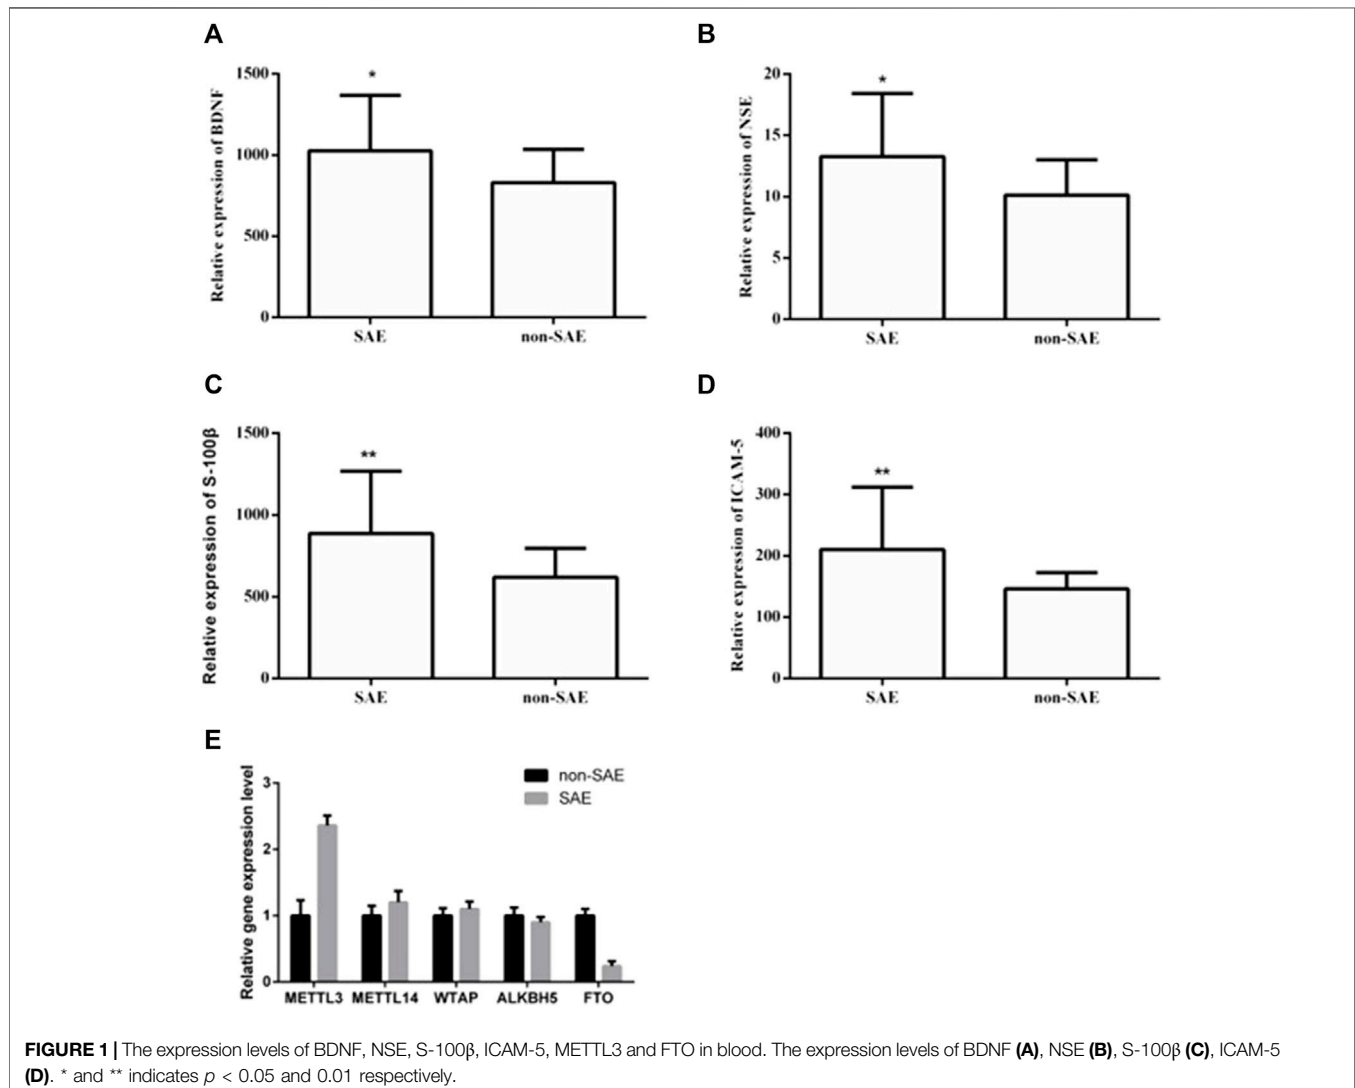 A
Relative expression of BDNF
1500
1000
500
0
*
SAE
non-SAE
B
Relative expression of NSE
20
15
10
5
0
*
SAE
non-SAE
C
Relative expression of S-100β
1500
1000
500
0
**
SAE
non-SAE
D
Relative expression of ICAM-5
400
300
200
100
0
**
SAE
non-SAE
E
Relative gene expression level
3
2
1
0
non-SAE
SAE
METTL3 METTL14 WTAP ALKBH5 FTO
FIGURE 1 | The expression levels of BDNF, NSE, S-100β, ICAM-5, METTL3 and FTO in blood. The expression levels of BDNF (A), NSE (B), S-100β (C), ICAM-5
(D). * and ** indicates p < 0.05 and 0.01 respectively.